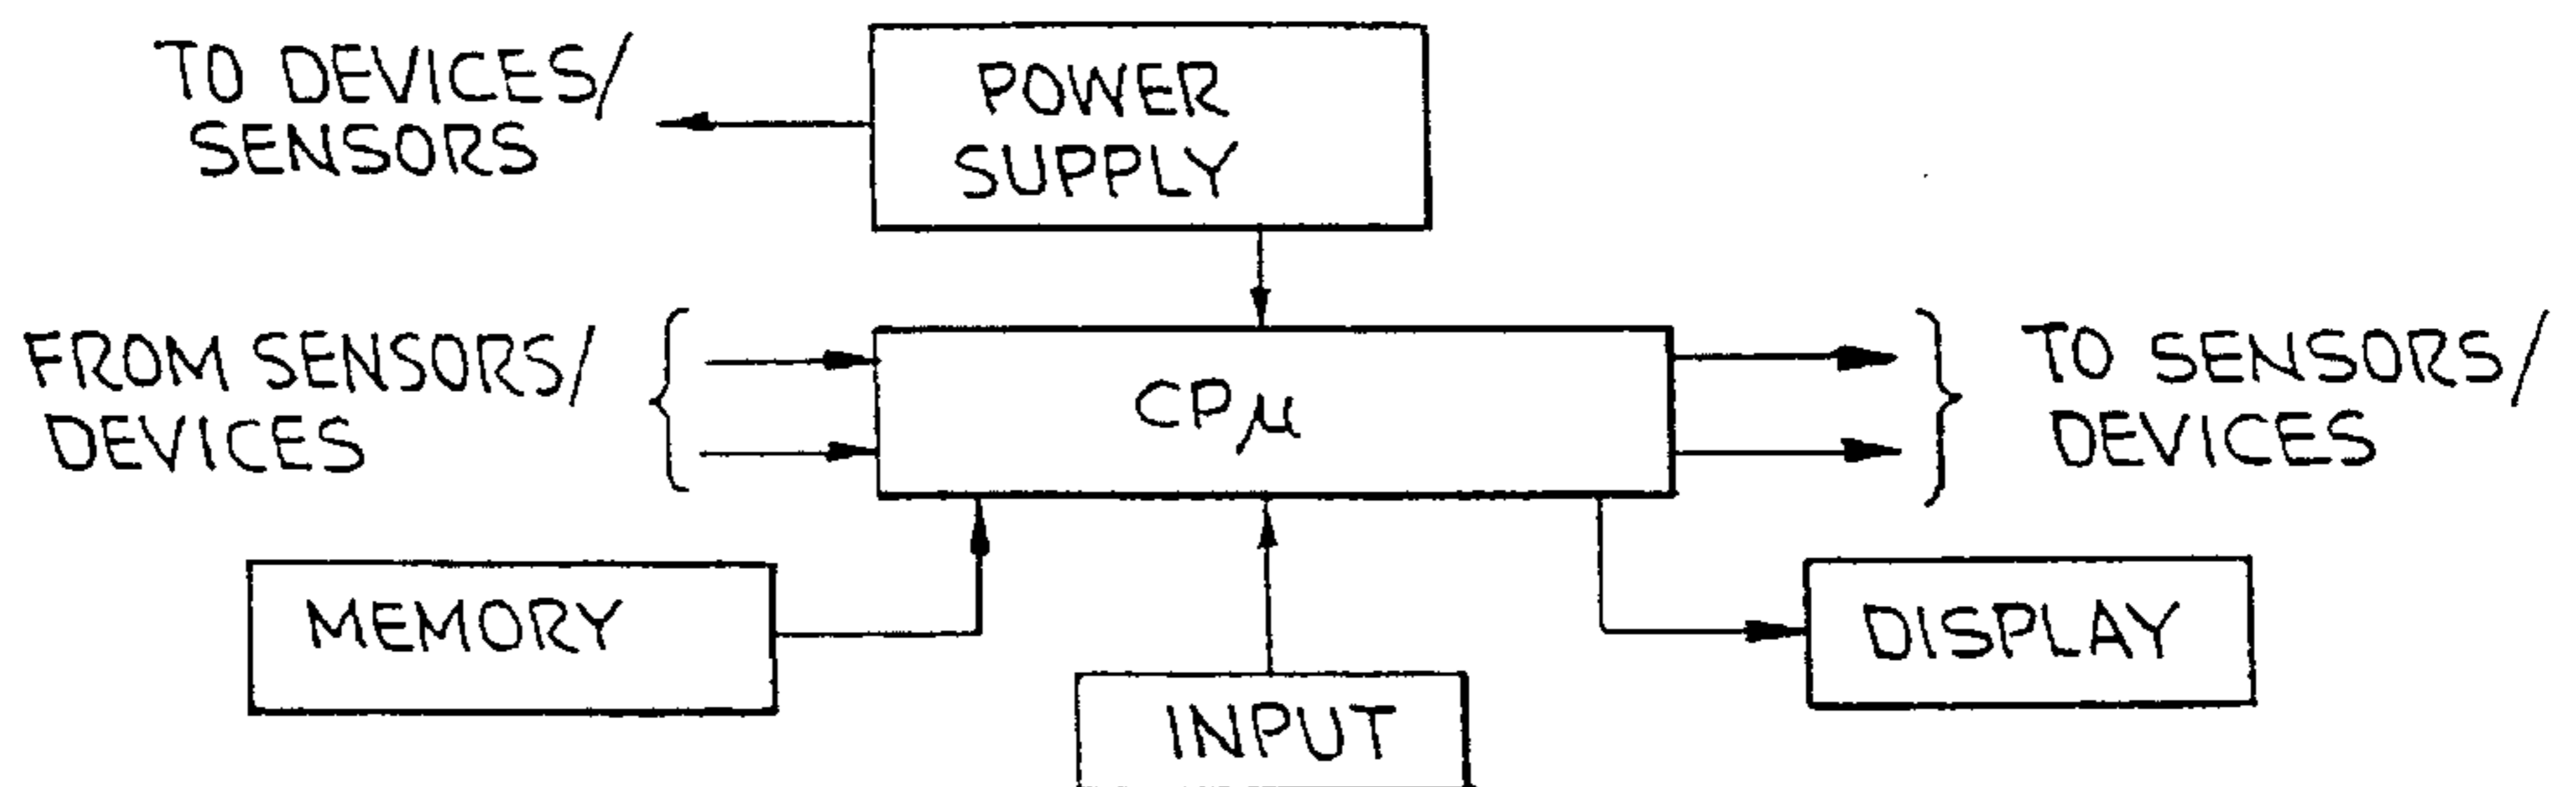 TO DEVICES/
SENSORS
POWER
SUPPLY
FROM SENSORS/
DEVICES
CPμ
TO SENSORS/
DEVICES
MEMORY
INPUT
DISPLAY